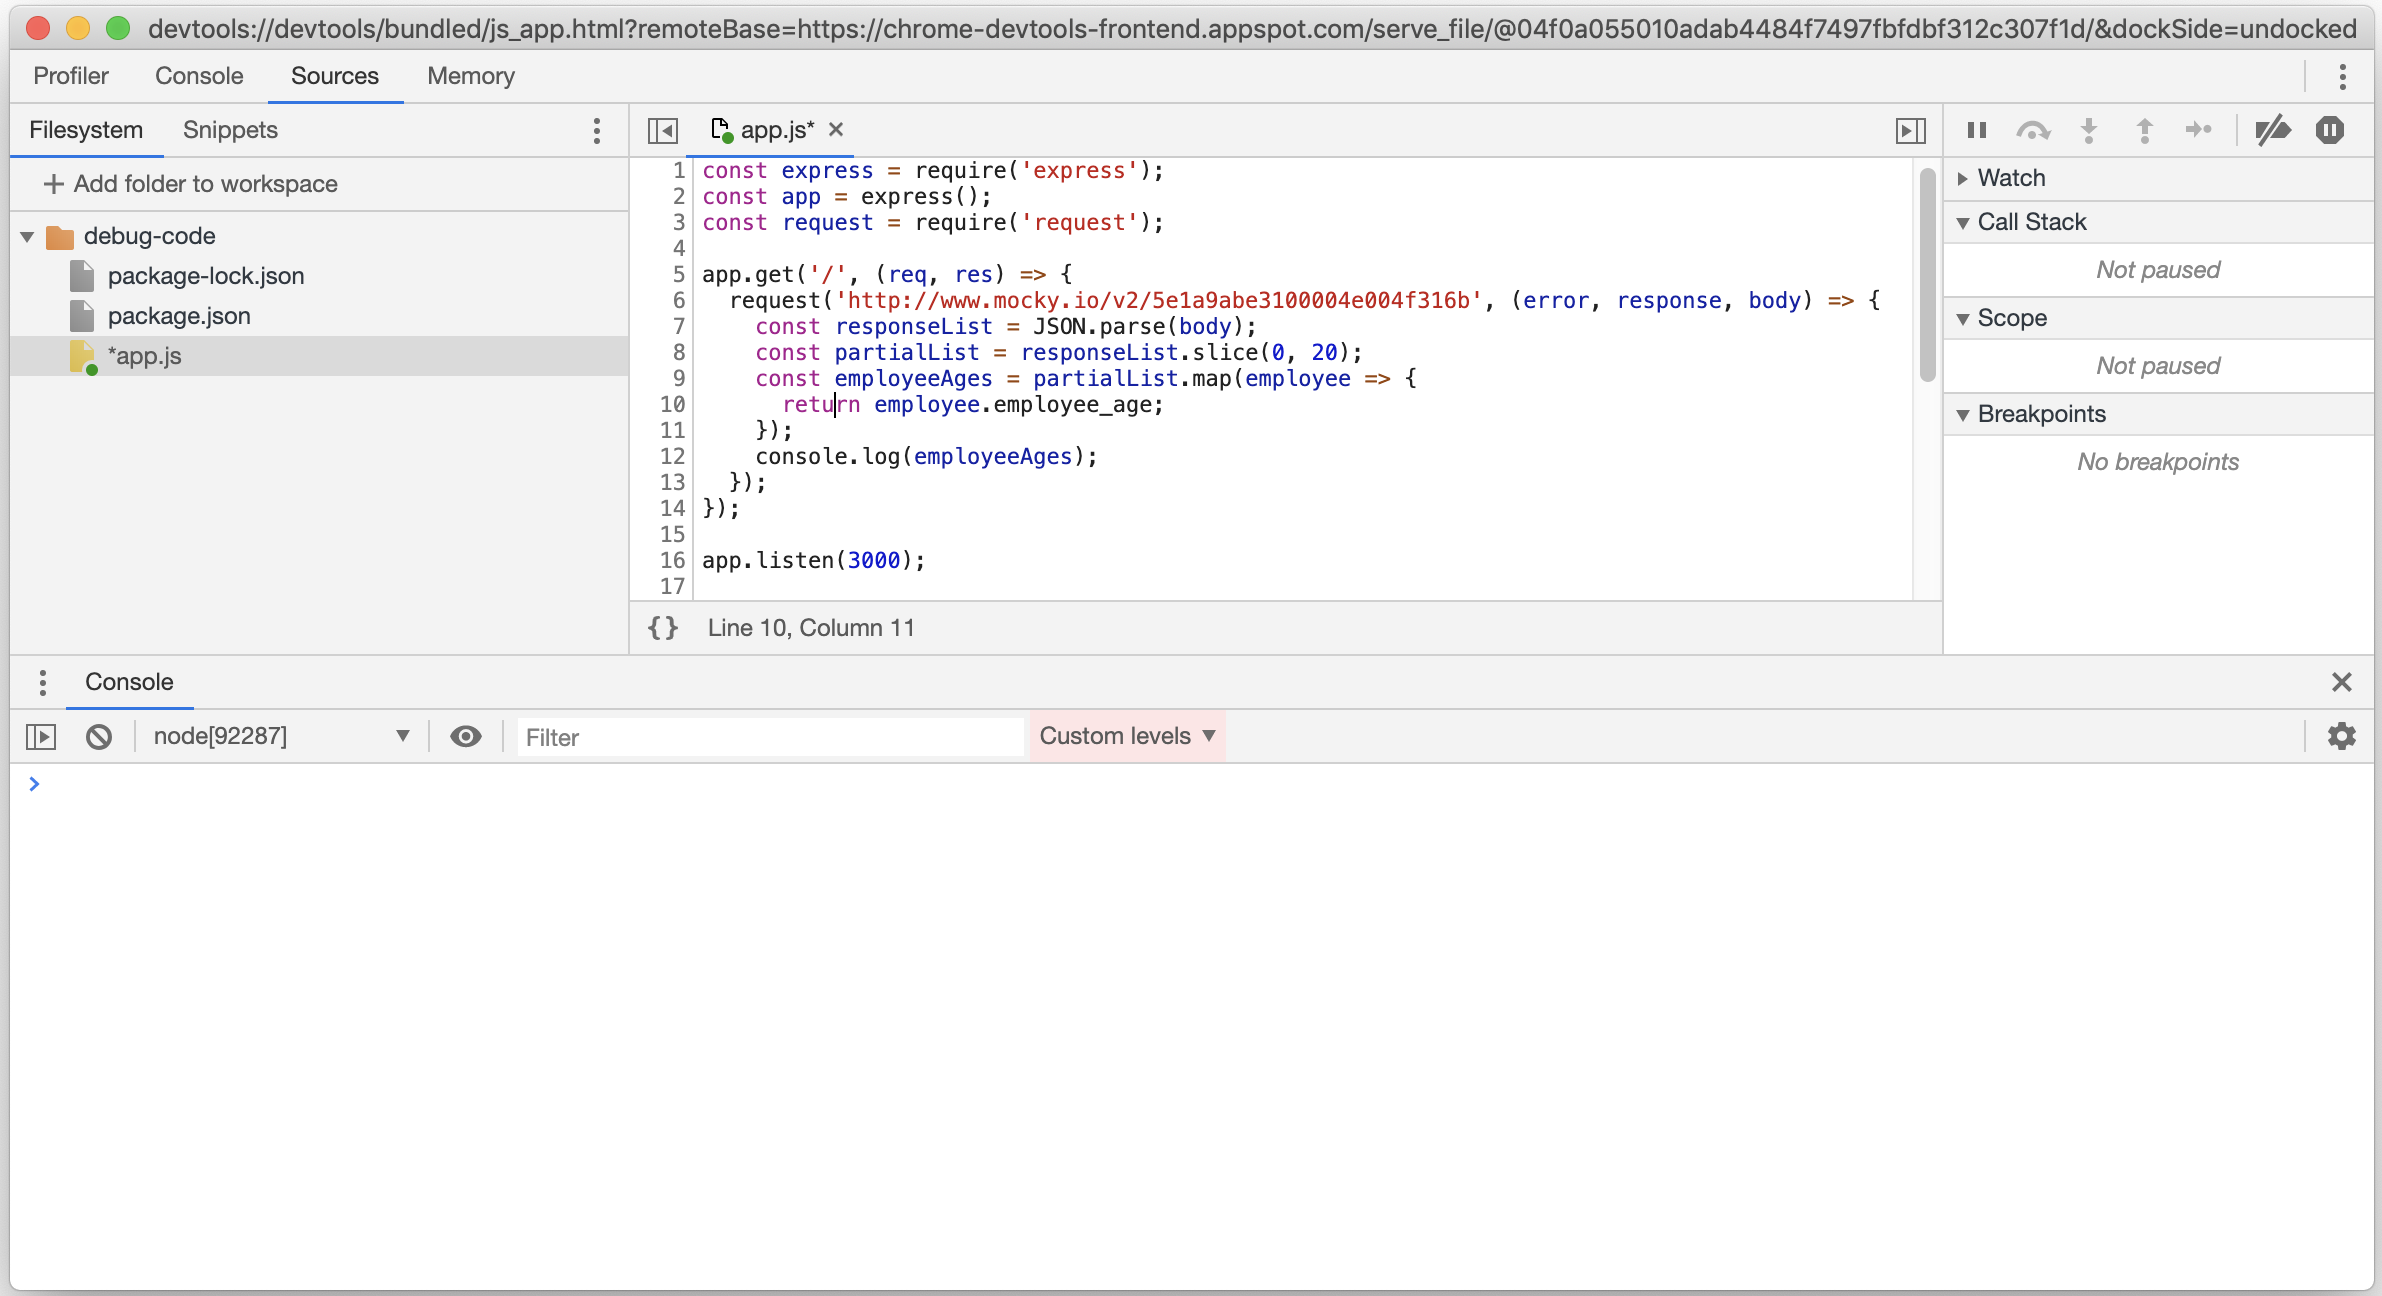 devtools://devtools/bundled/js_app.html?remoteBase=https://chrome-devtools-frontend.appspot.com/serve_file/@04f0a055010adab4484f7497fbfdbf312c307f1d/&dockSide=undocked
Profiler Console Sources Memory
Filesystem Snippets
+ Add folder to workspace
debug-code
package-lock.json
package.json
*app.js
app.js* ×
1 const express = require('express');
2 const app = express();
3 const request = require('request');
4
5 app.get('/', (req, res) => {
6   request('http://www.mocky.io/v2/5e1a9abe3100004e004f316b', (error, response, body) => {
7     const responseList = JSON.parse(body);
8     const partialList = responseList.slice(0, 20);
9     const employeeAges = partialList.map(employee => {
10       return employee.employee_age;
11     });
12     console.log(employeeAges);
13   });
14 });
15
16 app.listen(3000);
17
{} Line 10, Column 11
Watch
Call Stack
Not paused
Scope
Not paused
Breakpoints
No breakpoints
Console
node[92287] Filter Custom levels